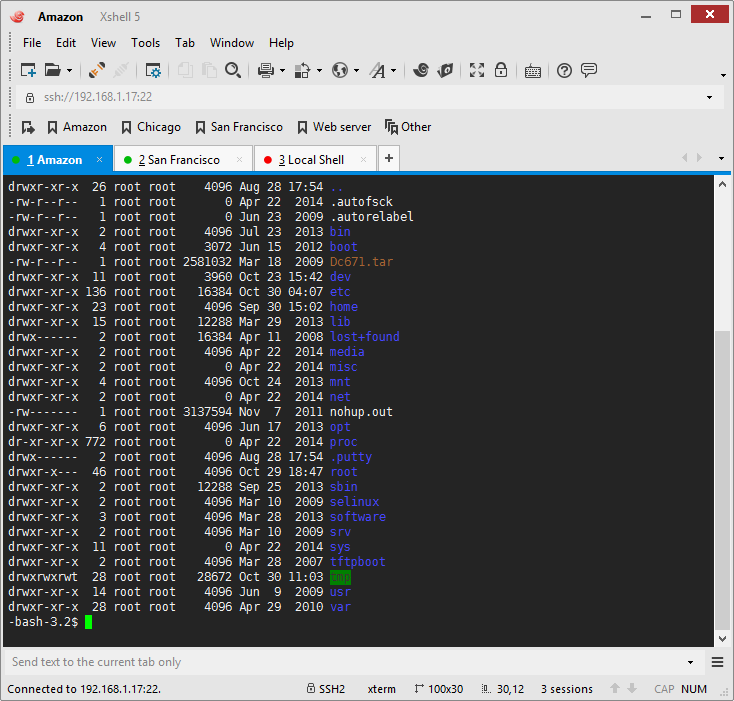 Amazon Xshell 5
File Edit View Tools Tab Window Help
ssh://192.168.1.17:22
Amazon Chicago San Francisco Web server Other
1 Amazon × 2 San Francisco × 3 Local Shell × +
drwxr-xr-x  26 root root    4096 Aug 28 17:54 ..
-rw-r--r--   1 root root       0 Apr 22  2014 .autofsck
-rw-r--r--   1 root root       0 Jun 23  2009 .autorelabel
drwxr-xr-x   2 root root    4096 Jul 23  2013 bin
drwxr-xr-x   4 root root    3072 Jun 15  2012 boot
-rw-r--r--   1 root root 2581032 Mar 18  2009 Dc671.tar
drwxr-xr-x  11 root root    3960 Oct 23 15:42 dev
drwxr-xr-x 136 root root   16384 Oct 30 04:07 etc
drwxr-xr-x  23 root root    4096 Sep 30 15:02 home
drwxr-xr-x  15 root root   12288 Mar 29  2013 lib
drwx------   2 root root   16384 Apr 11  2008 lost+found
drwxr-xr-x   2 root root    4096 Apr 22  2014 media
drwxr-xr-x   2 root root       0 Apr 22  2014 misc
drwxr-xr-x   4 root root    4096 Oct 24  2013 mnt
drwxr-xr-x   2 root root       0 Apr 22  2014 net
-rw-------   1 root root 3137594 Nov  7  2011 nohup.out
drwxr-xr-x   6 root root    4096 Jun 17  2013 opt
dr-xr-xr-x 772 root root       0 Apr 22  2014 proc
drwx------   2 root root    4096 Aug 28 17:54 .putty
drwxr-x---  46 root root    4096 Oct 29 18:47 root
drwxr-xr-x   2 root root   12288 Sep 25  2013 sbin
drwxr-xr-x   2 root root    4096 Mar 10  2009 selinux
drwxr-xr-x   3 root root    4096 Mar 28  2013 software
drwxr-xr-x   2 root root    4096 Mar 10  2009 srv
drwxr-xr-x  11 root root       0 Apr 22  2014 sys
drwxr-xr-x   2 root root    4096 Mar 28  2007 tftpboot
drwxrwxrwt  28 root root   28672 Oct 30 11:03 tmp
drwxr-xr-x  14 root root    4096 Jun  9  2009 usr
drwxr-xr-x  28 root root    4096 Apr 29  2010 var
-bash-3.2$
Send text to the current tab only
Connected to 192.168.1.17:22. SSH2 xterm 100x30 30,12 3 sessions CAP NUM